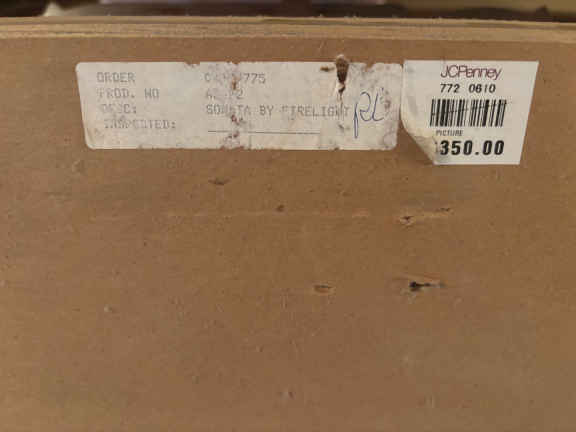 ORDER
PROD. NO
DESC: SONATA BY FIRELIGHT
INSPECTED:
JCPenney
772 0610
PICTURE
350.00